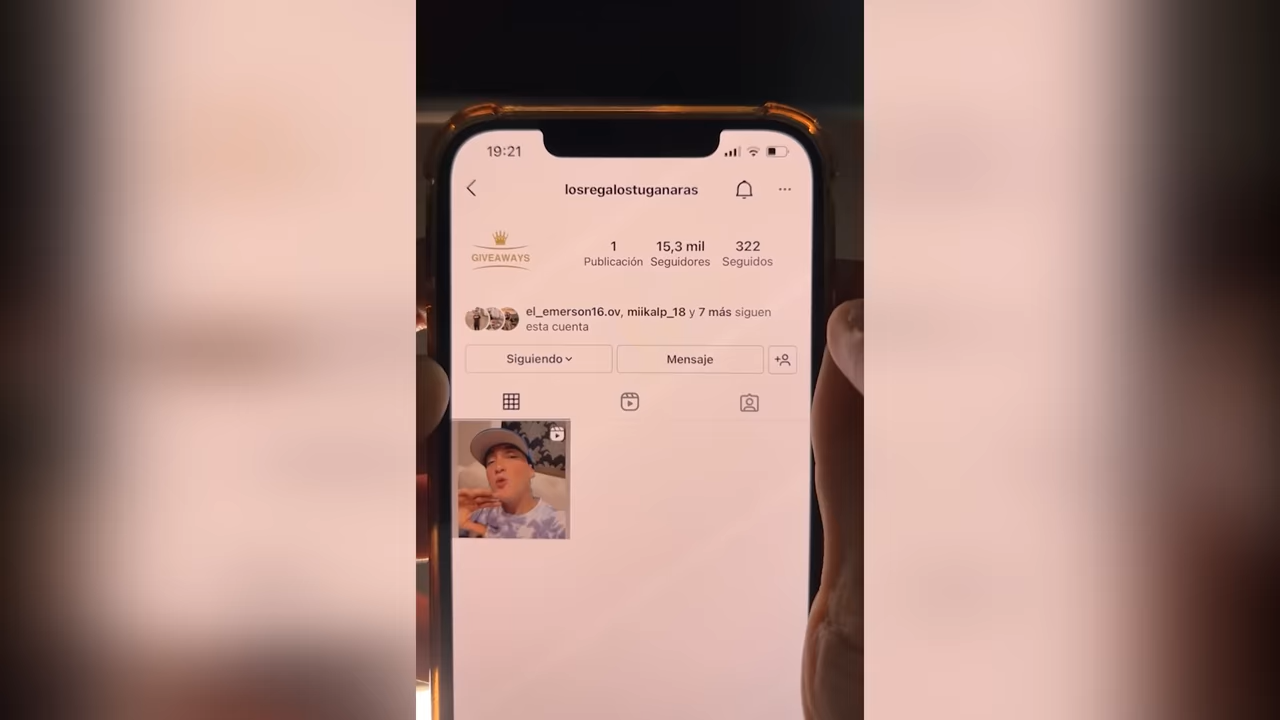 19:21
losregalostuganaras
GIVEAWAYS
1 15,3 mil 322
Publicación Seguidores Seguidos
el_emerson16.ov, miikalp_18 y 7 más siguen
esta cuenta
Siguiendo Mensaje